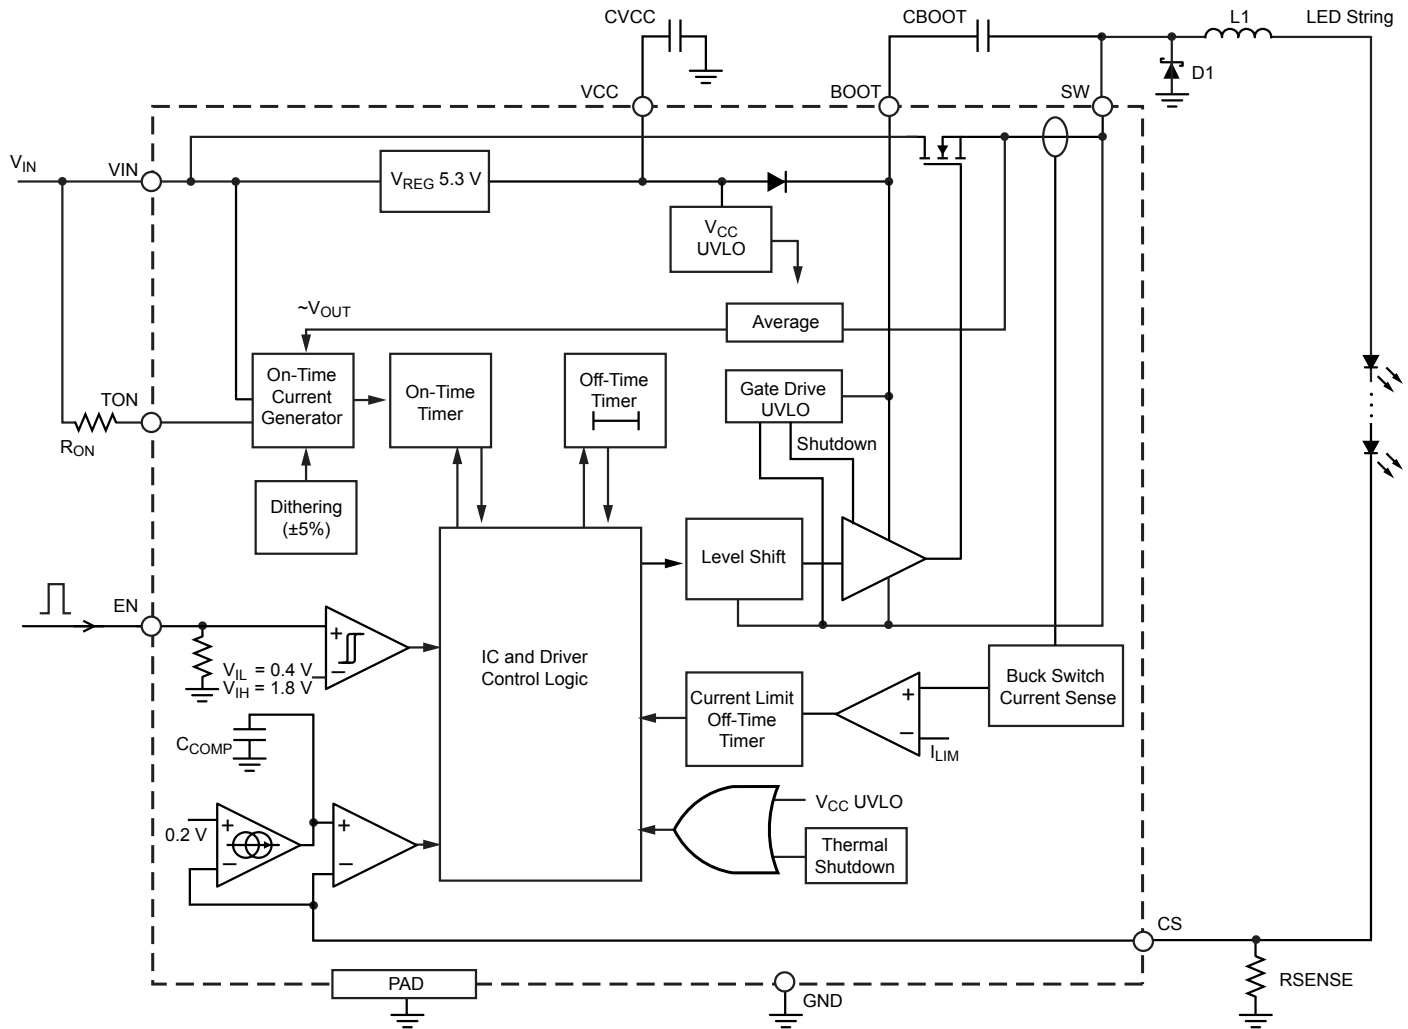 CVCC
CBOOT
L1
LED String
D1
VCC
BOOT
SW
VIN
VIN
VREG 5.3 V
VCC
UVLO
~VOUT
Average
On-Time
Current
Generator
On-Time
Timer
Off-Time
Timer
Gate Drive
UVLO
Shutdown
TON
RON
Dithering
(±5%)
Level Shift
EN
VIL = 0.4 V
VIH = 1.8 V
+
−
IC and Driver
Control Logic
Buck Switch
Current Sense
Current Limit
Off-Time
Timer
+
−
ILIM
CCOMP
0.2 V
+
−
+
−
VCC UVLO
Thermal
Shutdown
CS
RSENSE
PAD
GND